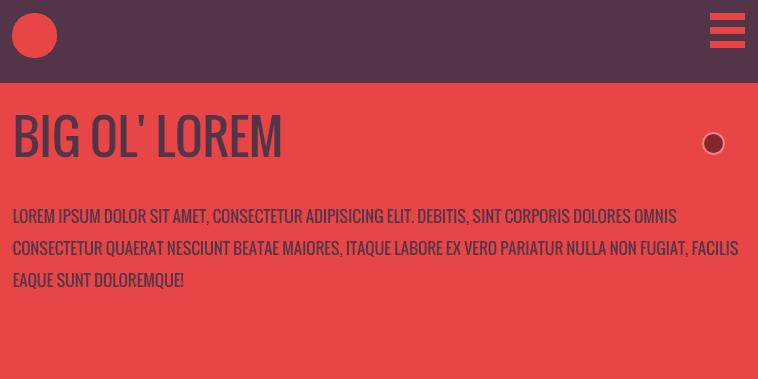 BIG OL' LOREM
LOREM IPSUM DOLOR SIT AMET, CONSECTETUR ADIPISICING ELIT. DEBITIS, SINT CORPORIS DOLORES OMNIS
CONSECTETUR QUAERAT NESCIUNT BEATAE MAIORES, ITAQUE LABORE EX VERO PARIATUR NULLA NON FUGIAT, FACILIS
EAQUE SUNT DOLOREMQUE!